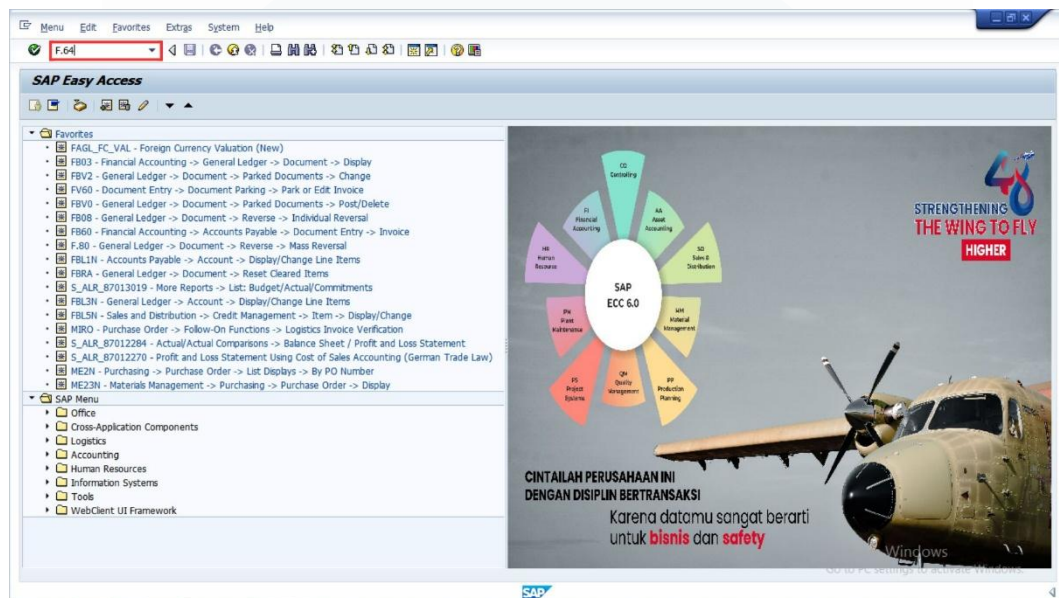 Menu Edit Favorites Extras System Help
F.64
SAP Easy Access
Favorites
FAGL_FC_VAL - Foreign Currency Valuation (New)
FB03 - Financial Accounting -> General Ledger -> Document -> Display
FBV2 - General Ledger -> Document -> Parked Documents -> Change
FV60 - Document Entry -> Document Parking -> Park or Edit Invoice
FBV0 - General Ledger -> Document -> Parked Documents -> Post/Delete
FB08 - General Ledger -> Document -> Reverse -> Individual Reversal
FB60 - Financial Accounting -> Accounts Payable -> Document Entry -> Invoice
F.80 - General Ledger -> Document -> Reverse -> Mass Reversal
FBL1N - Accounts Payable -> Account -> Display/Change Line Items
FBRA - General Ledger -> Document -> Reset Cleared Items
S_ALR_87013019 - More Reports -> List: Budget/Actual/Commitments
FBL3N - General Ledger -> Account -> Display/Change Line Items
FBL5N - Sales and Distribution -> Credit Management -> Item -> Display/Change
MIRO - Purchase Order -> Follow-On Functions -> Logistics Invoice Verification
S_ALR_87012284 - Actual/Actual Comparisons -> Balance Sheet / Profit and Loss Statement
S_ALR_87012270 - Profit and Loss Statement Using Cost of Sales Accounting (German Trade Law)
ME2N - Purchasing -> Purchase Order -> List Displays -> By PO Number
ME23N - Materials Management -> Purchasing -> Purchase Order -> Display
SAP Menu
Office
Cross-Application Components
Logistics
Accounting
Human Resources
Information Systems
Tools
WebClient UI Framework
CO
Controlling
FI
Financial
Accounting
AA
Asset
Accounting
HR
Human
Resource
SD
Sales &
Distribution
SAP
ECC 6.0
PM
Plant
Maintenance
MM
Material
Management
PS
Project
Systems
QM
Quality
Management
PP
Production
Planning
48
STRENGTHENING
THE WING TO FLY
HIGHER
CINTAILAH PERUSAHAAN INI
DENGAN DISIPLIN BERTRANSAKSI
Karena datamu sangat berarti
untuk bisnis dan safety
Windows
Go to PC settings to activate Windows.
SAP